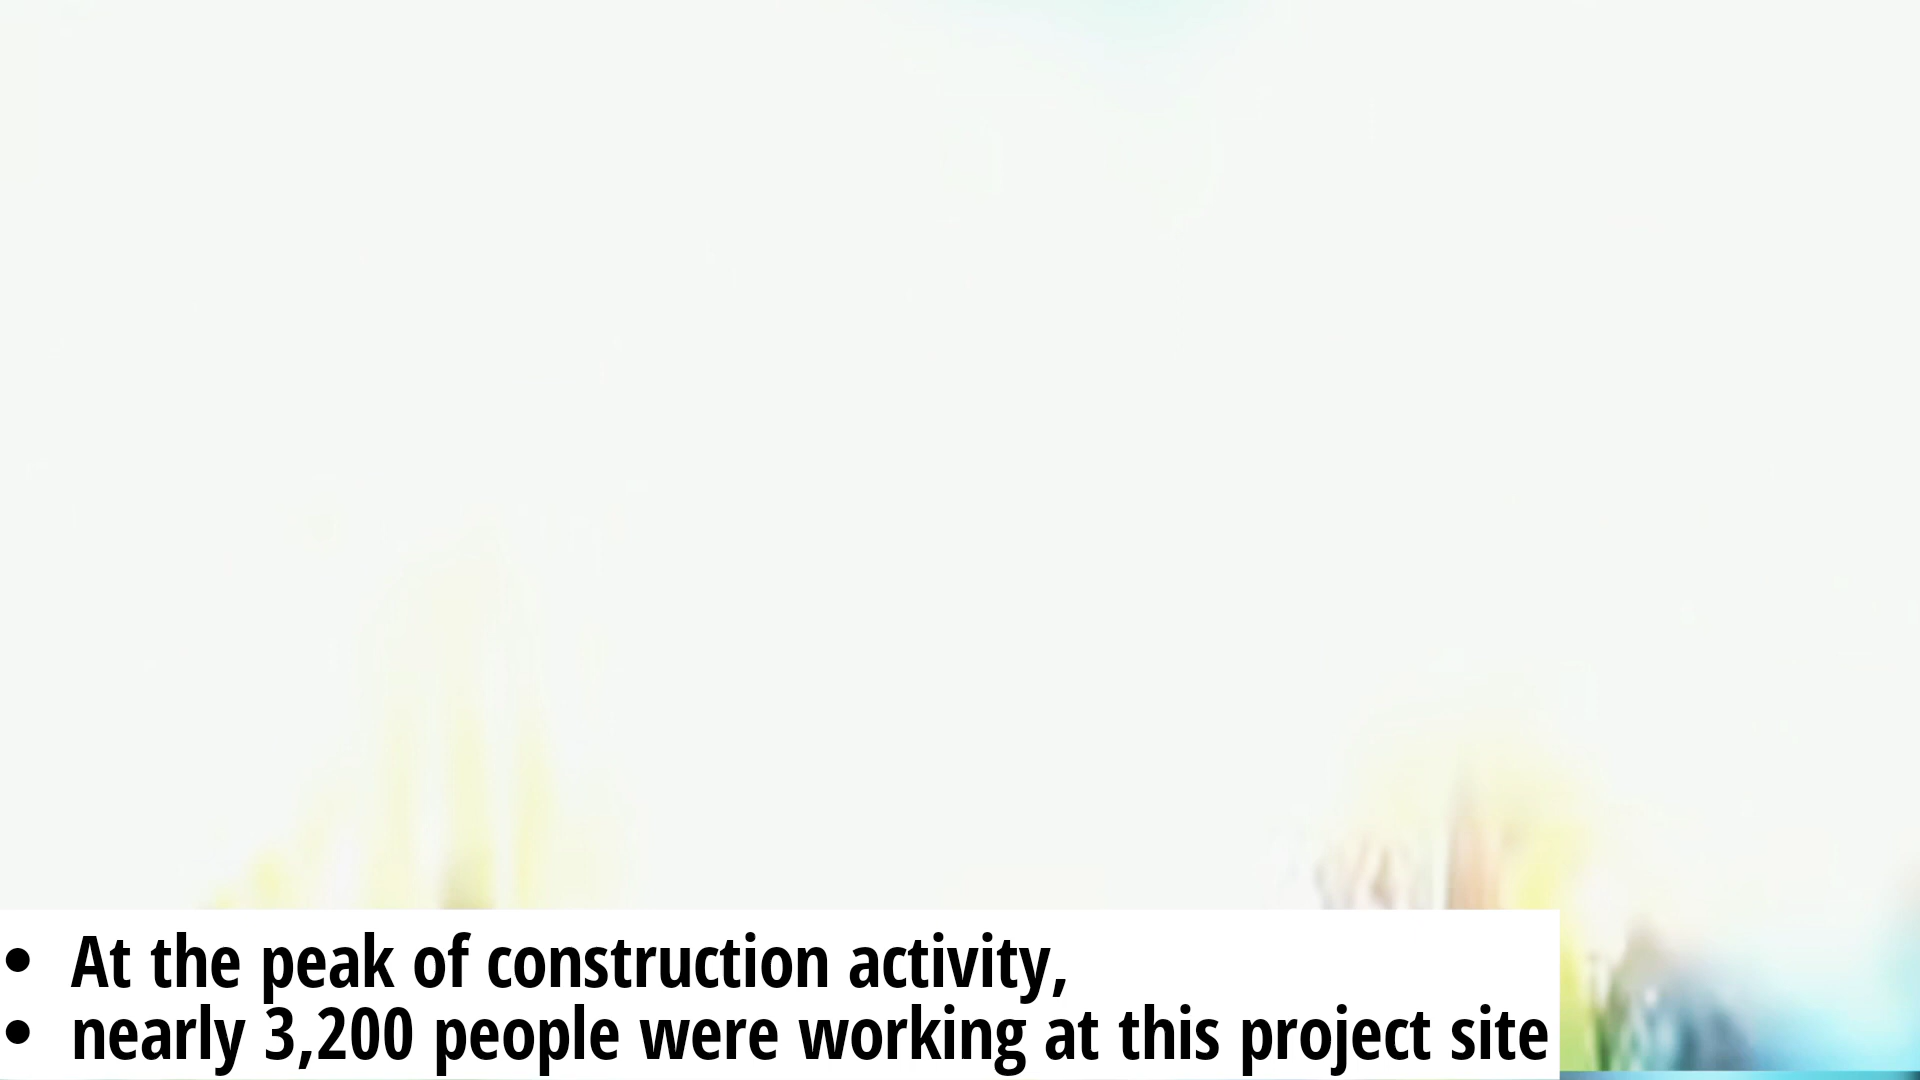 • At the peak of construction activity,
• nearly 3,200 people were working at this project site